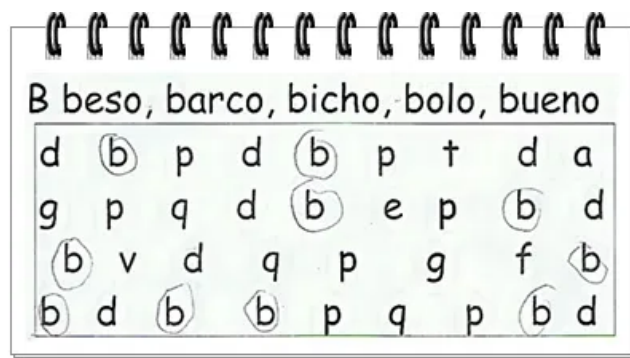 B beso, barco, bicho, bolo, bueno
d b p d b p t d a
g p q d b e p b d
b v d q p g f b
b d b b p q p b d